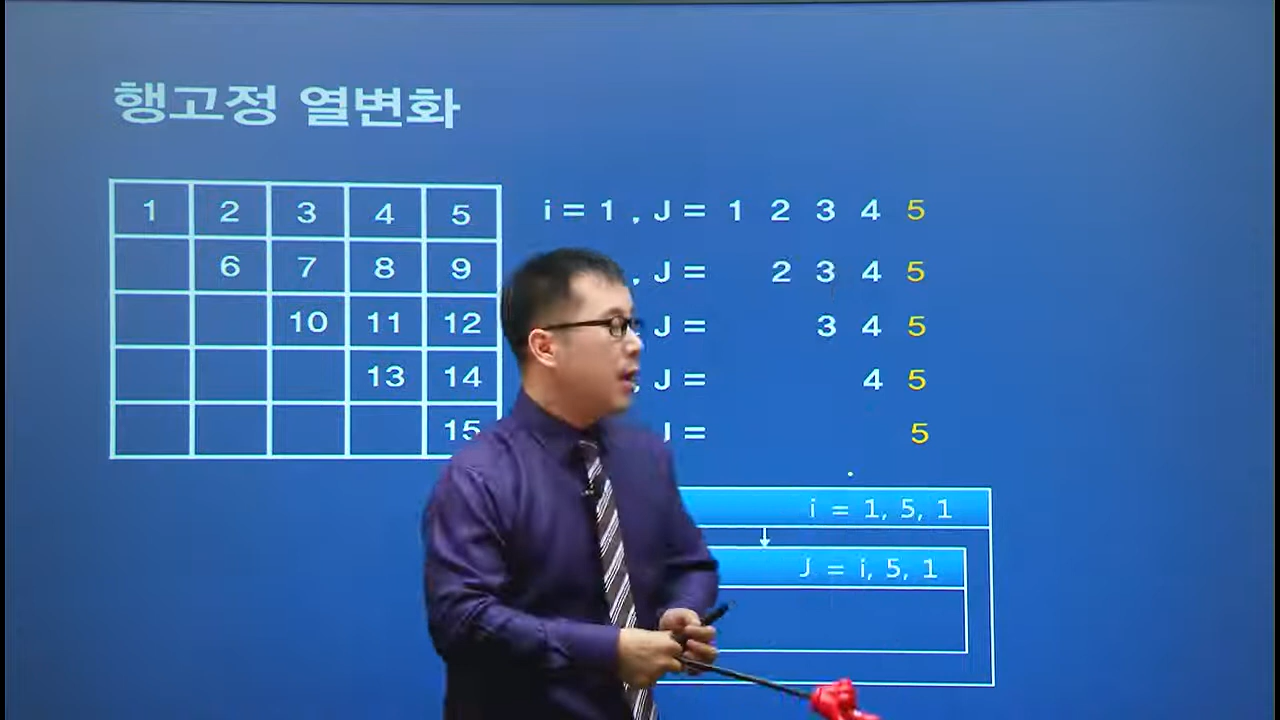 행고정 열변화
1 2 3 4 5
6 7 8 9
10 11 12
13 14
15
i = 1 , J = 1 2 3 4 5
, J = 2 3 4 5
, J = 3 4 5
, J = 4 5
J = 5
i = 1, 5, 1
J = i, 5, 1